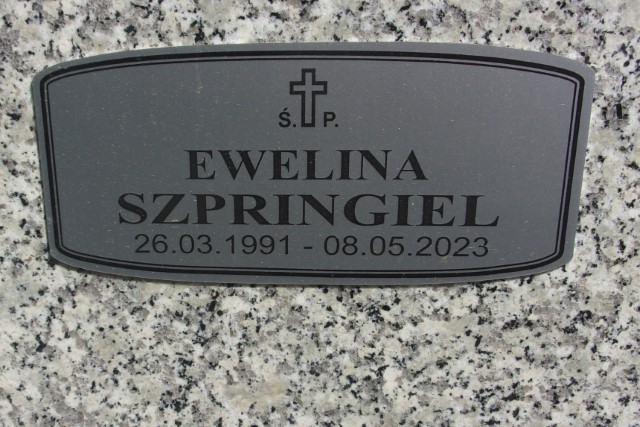 Ś. P.
EWELINA
SZPRINGIEL
26.03.1991 - 08.05.2023